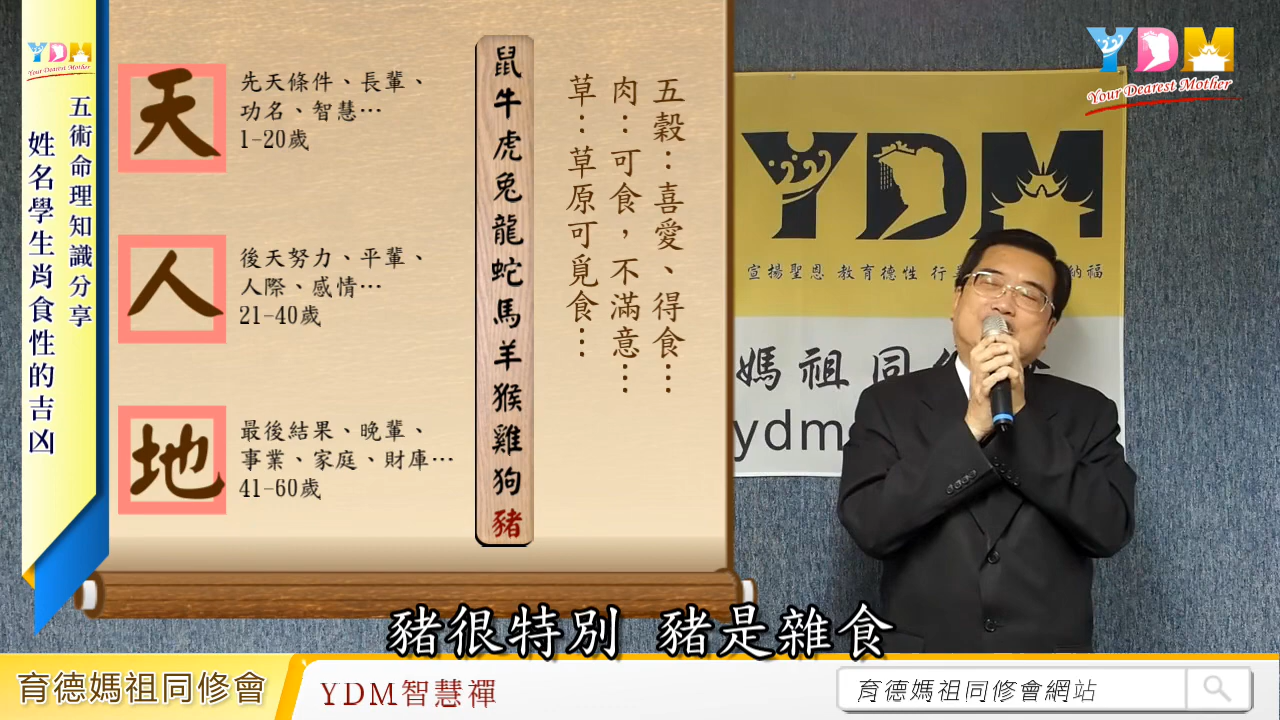 YDM
Your Dearest Mother
五術命理知識分享
姓名學生肖食性的吉凶
天
先天條件、長輩、
功名、智慧…
1-20歲
人
後天努力、平輩、
人際、感情…
21-40歲
地
最後結果、晚輩、
事業、家庭、財庫…
41-60歲
鼠牛虎兔龍蛇馬羊猴雞狗豬
五穀：喜愛、得食…
肉：可食，不滿意…
草：草原可覓食…
YDM
Your Dearest Mother
YDM
宣揚聖恩 教育德性 行
納福
媽祖同
ydm
豬很特別 豬是雜食
育德媽祖同修會
YDM智慧禪
育德媽祖同修會網站